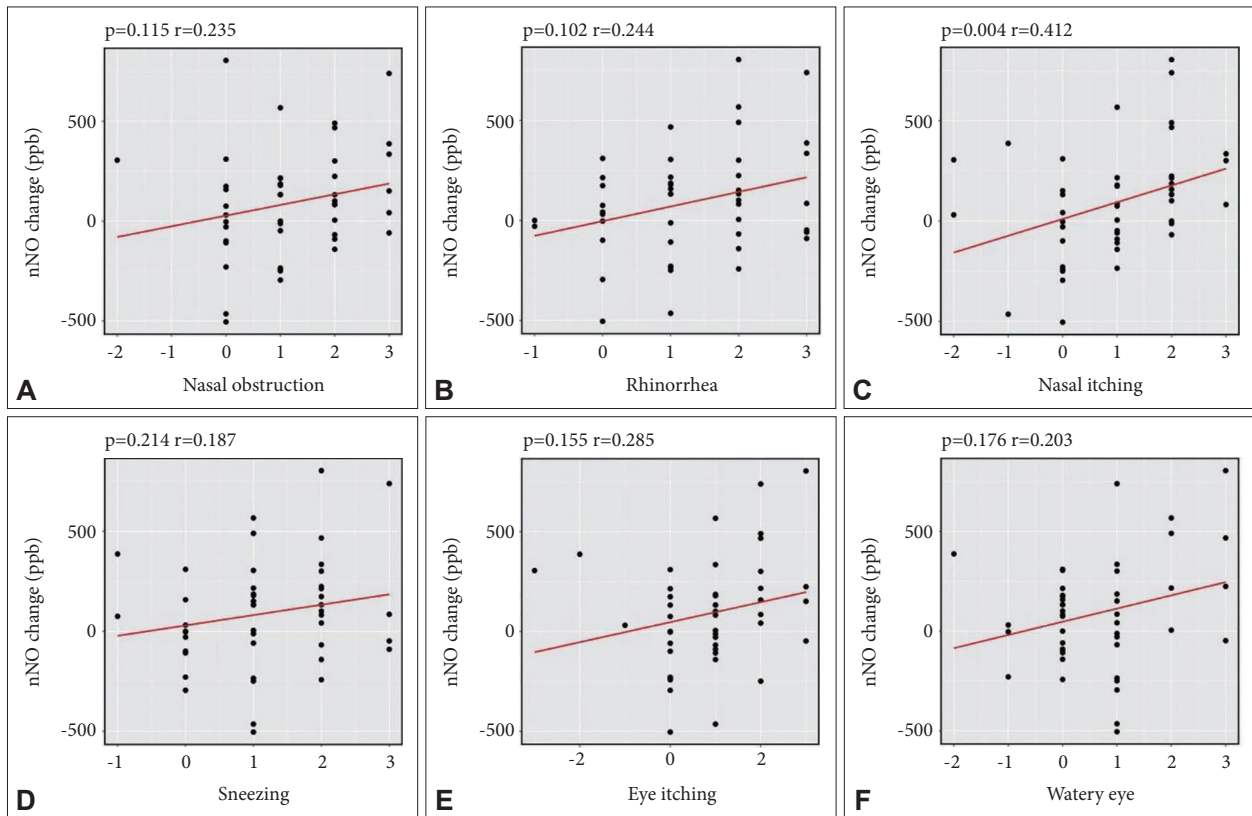 p=0.115 r=0.235
nNO change (ppb)
500
0
-500
-2 -1 0 1 2 3
A
Nasal obstruction
p=0.102 r=0.244
nNO change (ppb)
500
0
-500
-1 0 1 2 3
B
Rhinorrhea
p=0.004 r=0.412
nNO change (ppb)
500
0
-500
-2 -1 0 1 2 3
C
Nasal itching
p=0.214 r=0.187
nNO change (ppb)
500
0
-500
-1 0 1 2 3
D
Sneezing
p=0.155 r=0.285
nNO change (ppb)
500
0
-500
-2 0 2
E
Eye itching
p=0.176 r=0.203
nNO change (ppb)
500
0
-500
-2 -1 0 1 2 3
F
Watery eye